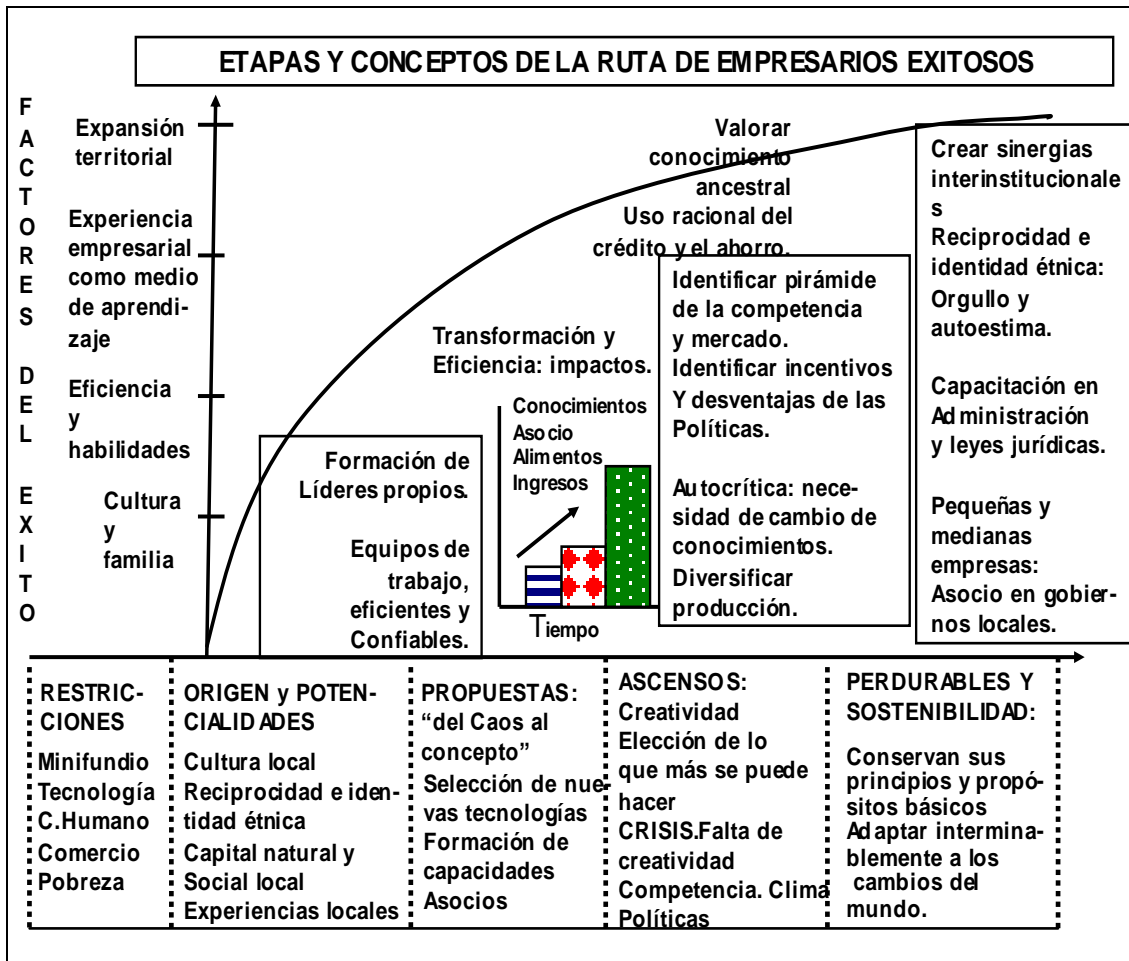 ETAPAS Y CONCEPTOS DE LA RUTA DE EMPRESARIOS EXITOSOS
FACTORES DEL EXITO
Expansión
territorial
Experiencia
empresarial
como medio
de aprendi-
zaje
Eficiencia
y
habilidades
Cultura
y
familia
Formación de
Líderes propios.
Equipos de
trabajo,
eficientes y
Confiables.
Transformación y
Eficiencia: impactos.
Conocimientos
Asocio
Alimentos
Ingresos
Tiempo
Valorar
conocimiento
ancestral
Uso racional del
crédito y el ahorro.
Identificar pirámide
de la competencia
y mercado.
Identificar incentivos
Y desventajas de las
Políticas.
Autocrítica: nece-
sidad de cambio de
conocimientos.
Diversificar
producción.
Crear sinergias
interinstitucionale
s
Reciprocidad e
identidad étnica:
Orgullo y
autoestima.
Capacitación en
Administración
y leyes jurídicas.
Pequeñas y
medianas
empresas:
Asocio en gobier-
nos locales.
RESTRIC-
CIONES
Minifundio
Tecnología
C.Humano
Comercio
Pobreza
ORIGEN y POTEN-
CIALIDADES
Cultura local
Reciprocidad e iden-
tidad étnica
Capital natural y
Social local
Experiencias locales
PROPUESTAS:
“del Caos al
concepto”
Selección de nue-
vas tecnologías
Formación de
capacidades
Asocios
ASCENSOS:
Creatividad
Elección de lo
que más se puede
hacer
CRISIS.Falta de
creatividad
Competencia. Clima
Políticas
PERDURABLES Y
SOSTENIBILIDAD:
Conservan sus
principios y propó-
sitos básicos
Adaptar intermina-
blemente a los
cambios del
mundo.